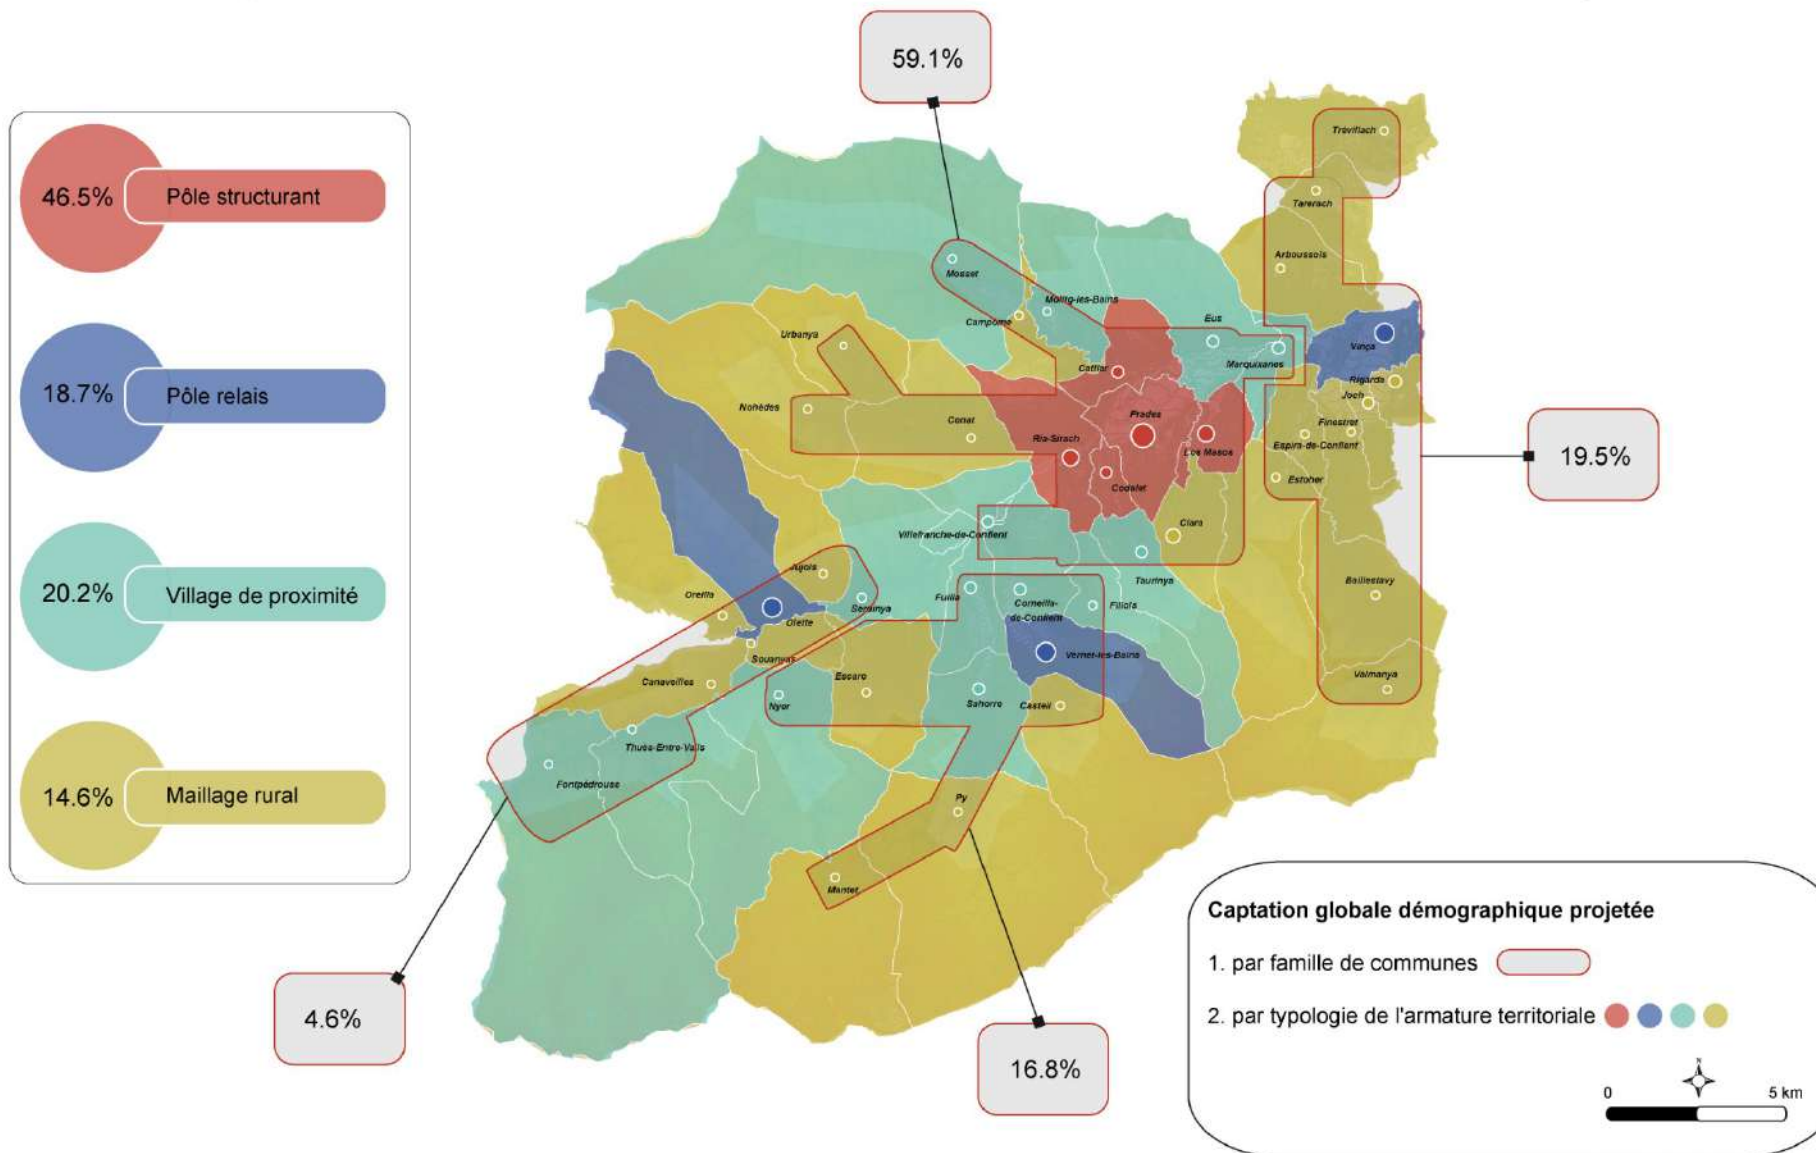 59.1%
46.5%
Pôle structurant
18.7%
Pôle relais
20.2%
Village de proximité
14.6%
Maillage rural
Trévillach
Tarerach
Arboussols
Mosset
Molitg-les-Bains
Campôme
Eus
Urbanya
Marquixanes
Vinça
Catllar
Rigarda
Joch
Nohèdes
Prades
Conat
Finestret
Ria-Sirach
Espira-de-Conflent
Los Masos
Codalet
Estoher
19.5%
Clara
Villefranche-de-Conflent
Jujols
Taurinya
Baillestavy
Oreilla
Serdinya
Fuilla
Corneilla-
de-Conflent
Fillols
Olette
Souanyas
Vernet-les-Bains
Canaveilles
Escaro
Valmanya
Nyer
Sahorre
Casteil
Thuès-Entre-Valls
Fontpédrouse
Py
Mantet
4.6%
16.8%
Captation globale démographique projetée
1. par famille de communes
2. par typologie de l'armature territoriale
N
0 5 km